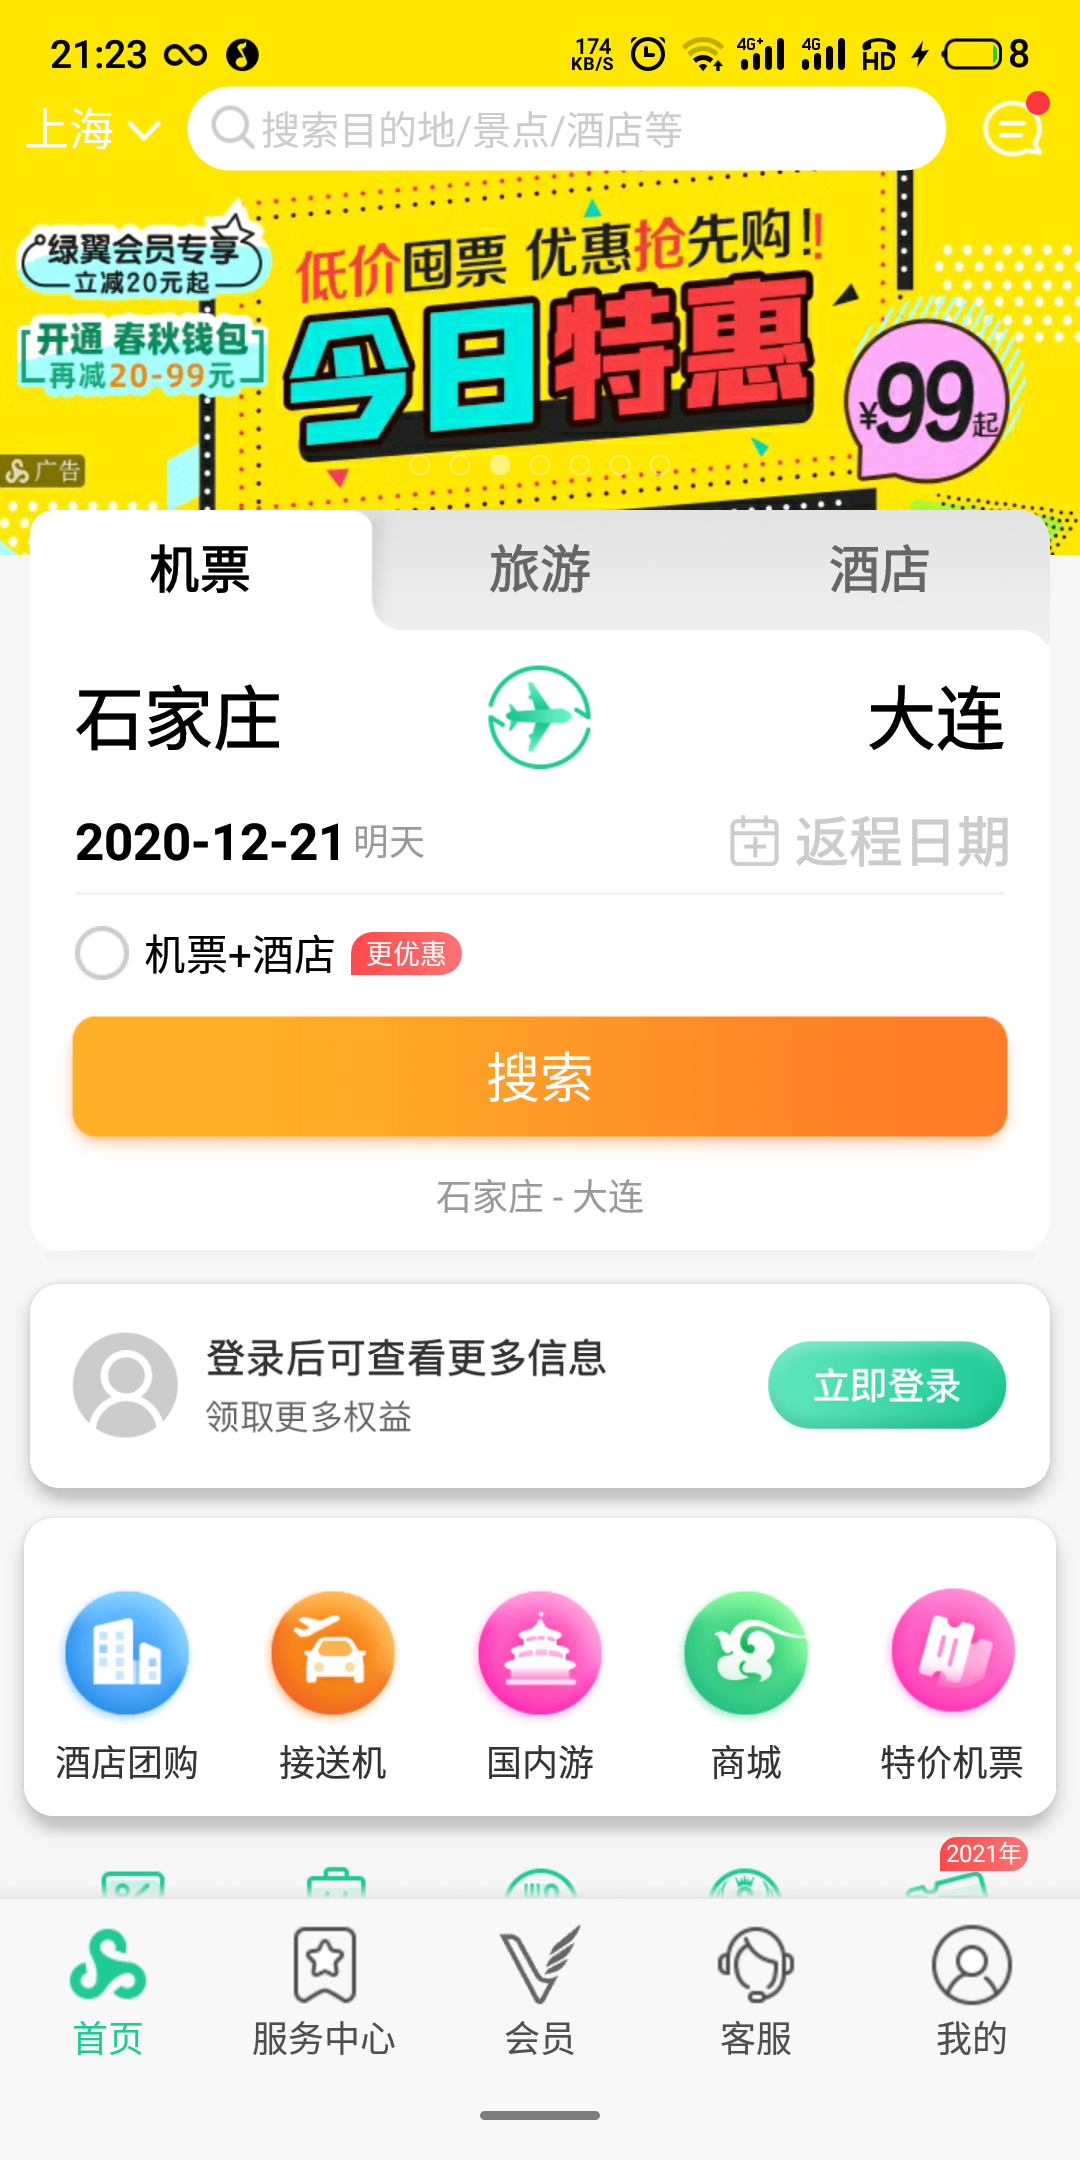 21:23
174 KB/S
4G+ 4G HD 8
上海
搜索目的地/景点/酒店等
绿翼会员专享
立减20元起
开通 春秋钱包
再减20-99元
低价囤票 优惠抢先购!!
今日特惠
¥99起
广告
机票 旅游 酒店
石家庄 大连
2020-12-21 明天 返程日期
机票+酒店 更优惠
搜索
石家庄 - 大连
登录后可查看更多信息
领取更多权益
立即登录
酒店团购 接送机 国内游 商城 特价机票
2021年
首页 服务中心 会员 客服 我的